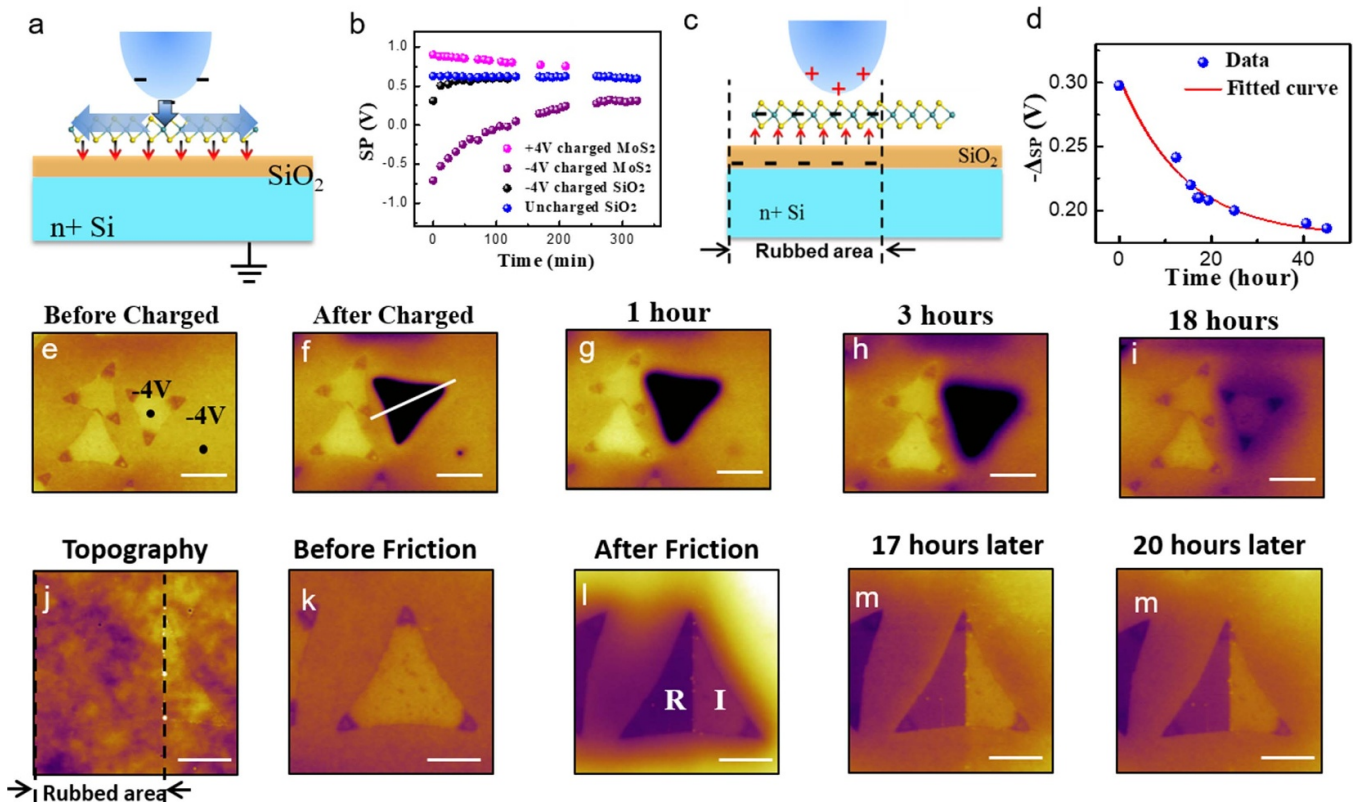 a
SiO2
n+ Si
b
1.0
0.5
0.0
-0.5
-1.0
SP (V)
+4V charged MoS2
-4V charged MoS2
-4V charged SiO2
Uncharged SiO2
0 100 200 300
Time (min)
c
SiO2
n+ Si
Rubbed area
d
0.30
0.25
0.20
-ΔSP (V)
Data
Fitted curve
0 20 40
Time (hour)
Before Charged
e
-4V
-4V
After Charged
f
1 hour
g
3 hours
h
18 hours
i
Topography
j
Rubbed area
Before Friction
k
After Friction
l
R I
17 hours later
m
20 hours later
m